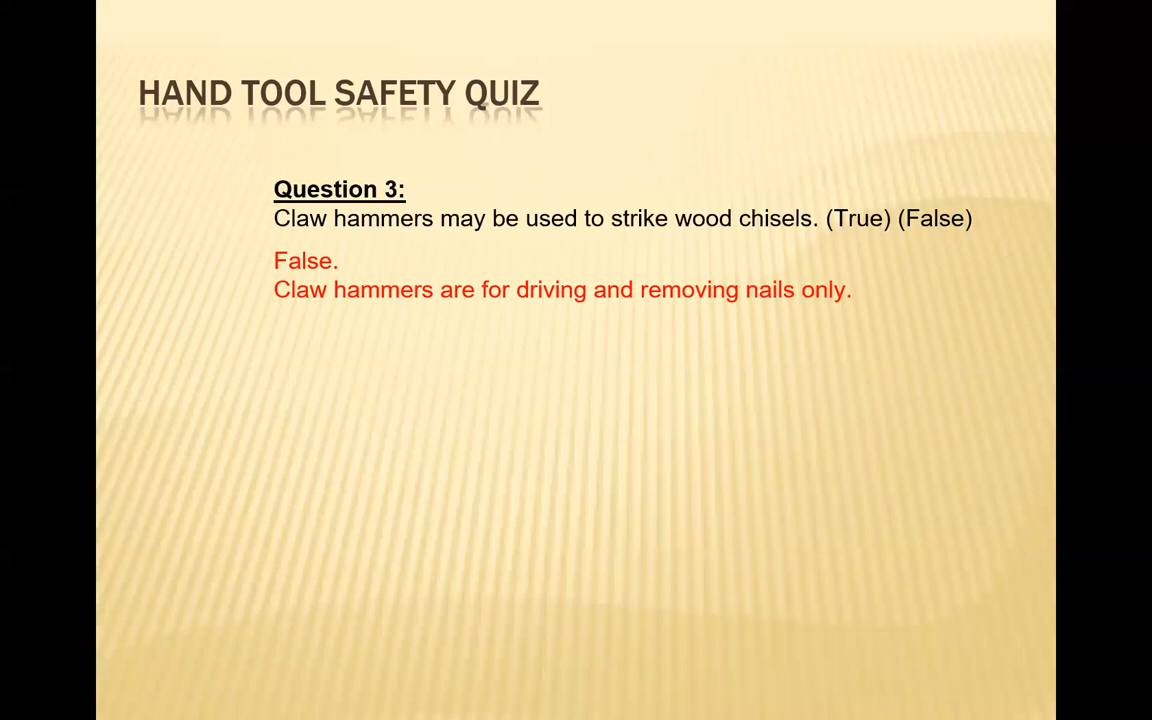 HAND TOOL SAFETY QUIZ
Question 3:
Claw hammers may be used to strike wood chisels. (True) (False)
False.
Claw hammers are for driving and removing nails only.